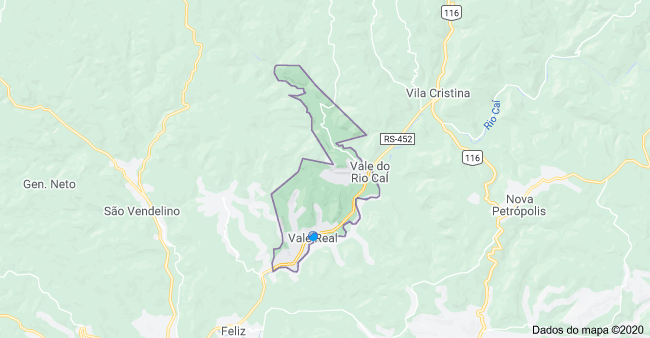 116
Vila Cristina
Rio Caí
RS-452
116
Vale do
Rio Caí
Gen. Neto
São Vendelino
Nova
Petrópolis
Vale Real
Feliz
Dados do mapa ©2020